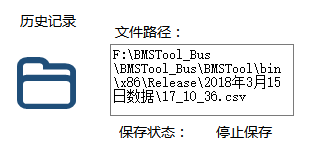 历史记录
文件路径：
F:\BMSTool_Bus
\BMSTool_Bus\BMSTool\bin
\x86\Release\2018年3月15
日数据\17_10_36.csv
保存状态： 停止保存